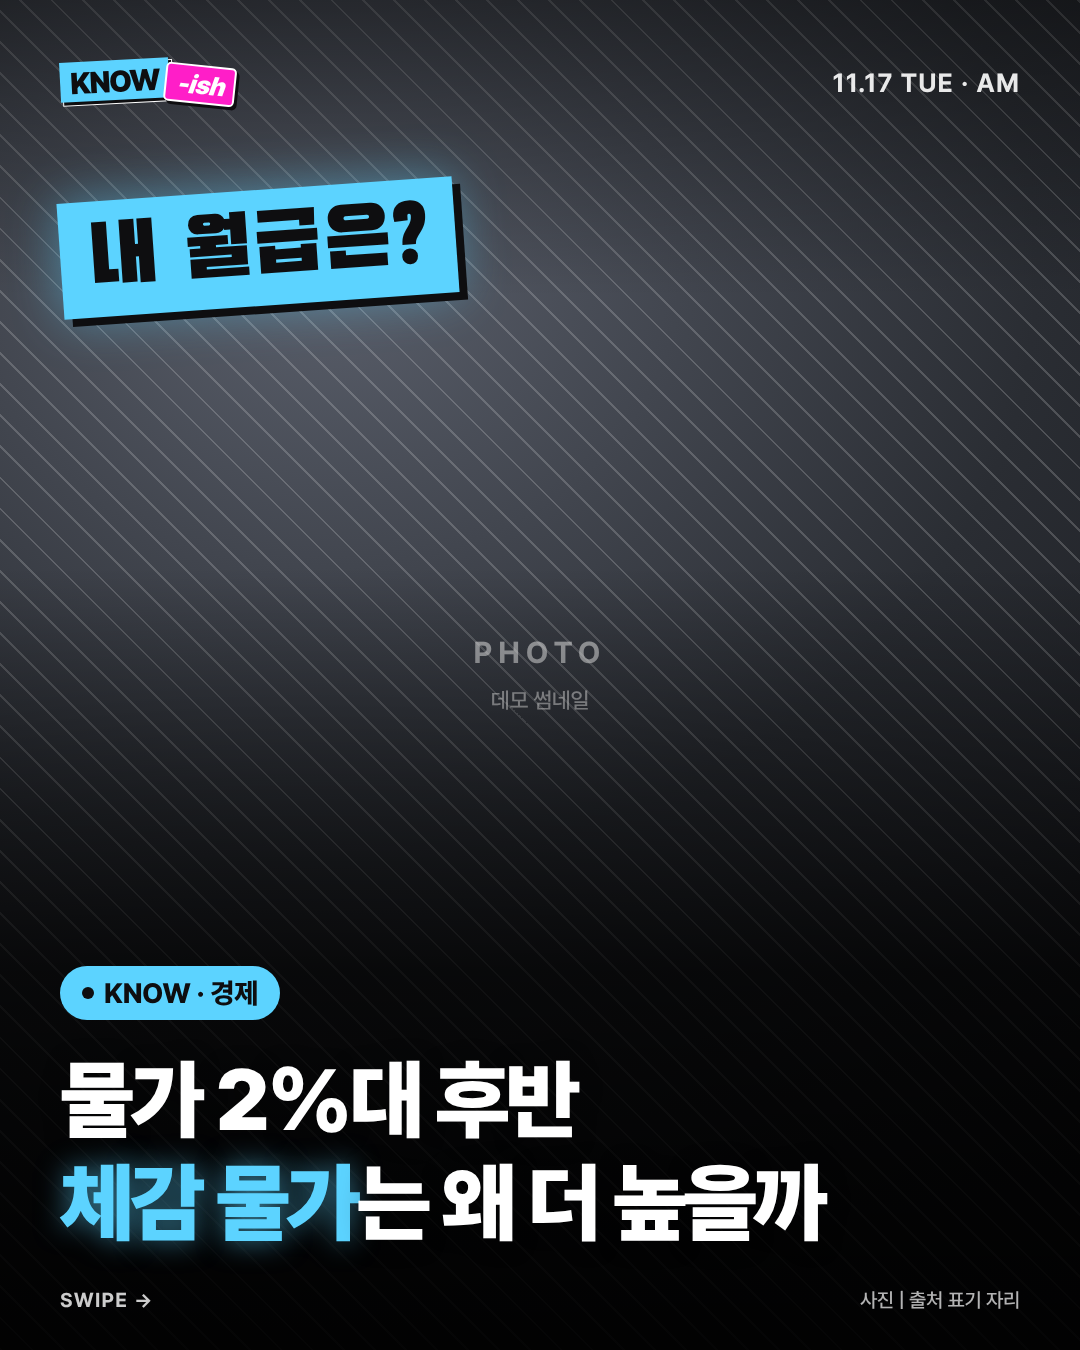 KNOW -ish
11.17 TUE · AM
내 월급은?
PHOTO
데모 썸네일
• KNOW · 경제
물가 2%대 후반
체감 물가는 왜 더 높을까
SWIPE →
사진 | 출처 표기 자리